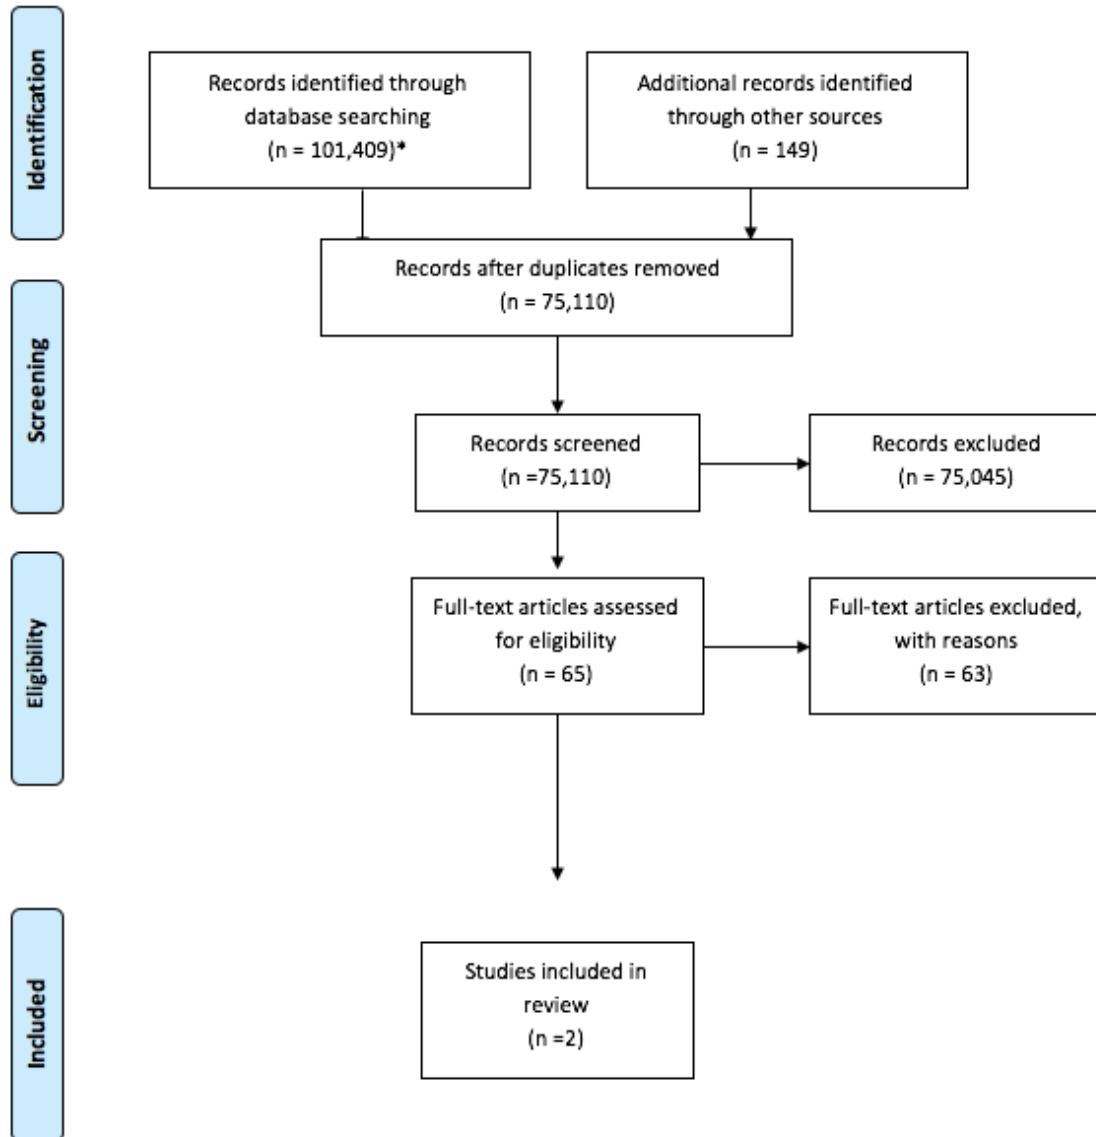 Identification
Records identified through
database searching
(n = 101,409)*
Additional records identified
through other sources
(n = 149)
Records after duplicates removed
(n = 75,110)
Screening
Records screened
(n =75,110)
Records excluded
(n = 75,045)
Eligibility
Full-text articles assessed
for eligibility
(n = 65)
Full-text articles excluded,
with reasons
(n = 63)
Included
Studies included in
review
(n =2)